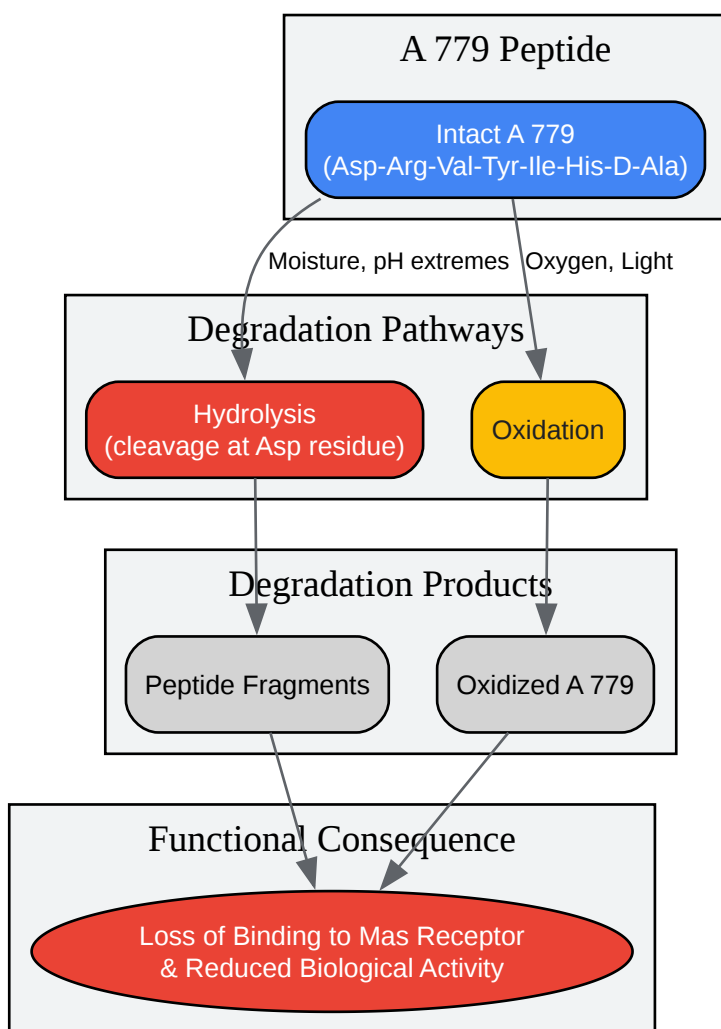 A 779 Peptide
Intact A 779
(Asp-Arg-Val-Tyr-Ile-His-D-Ala)
Moisture, pH extremes
Oxygen, Light
Degradation Pathways
Hydrolysis
(cleavage at Asp residue)
Oxidation
Degradation Products
Peptide Fragments
Oxidized A 779
Functional Consequence
Loss of Binding to Mas Receptor
& Reduced Biological Activity